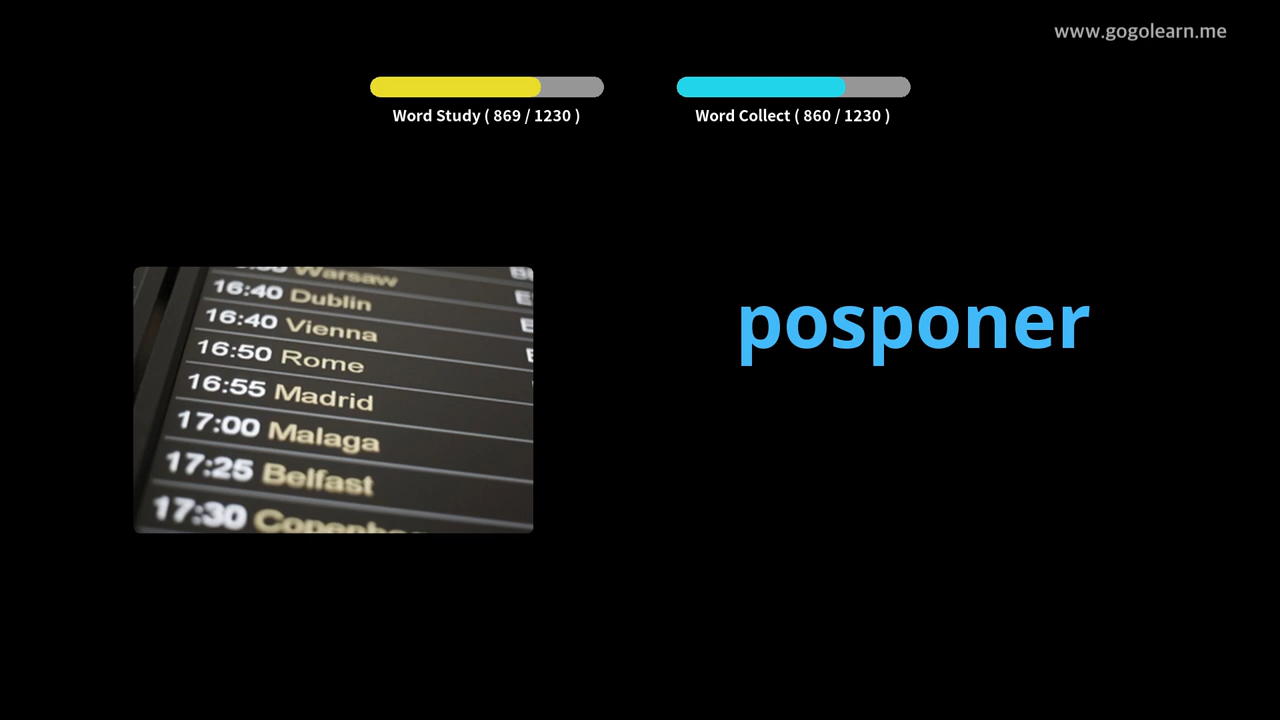 www.gogolearn.me
Word Study ( 869 / 1230 )
Word Collect ( 860 / 1230 )
Warsaw
16:40 Dublin
16:40 Vienna
16:50 Rome
16:55 Madrid
17:00 Malaga
17:25 Belfast
17:30
posponer